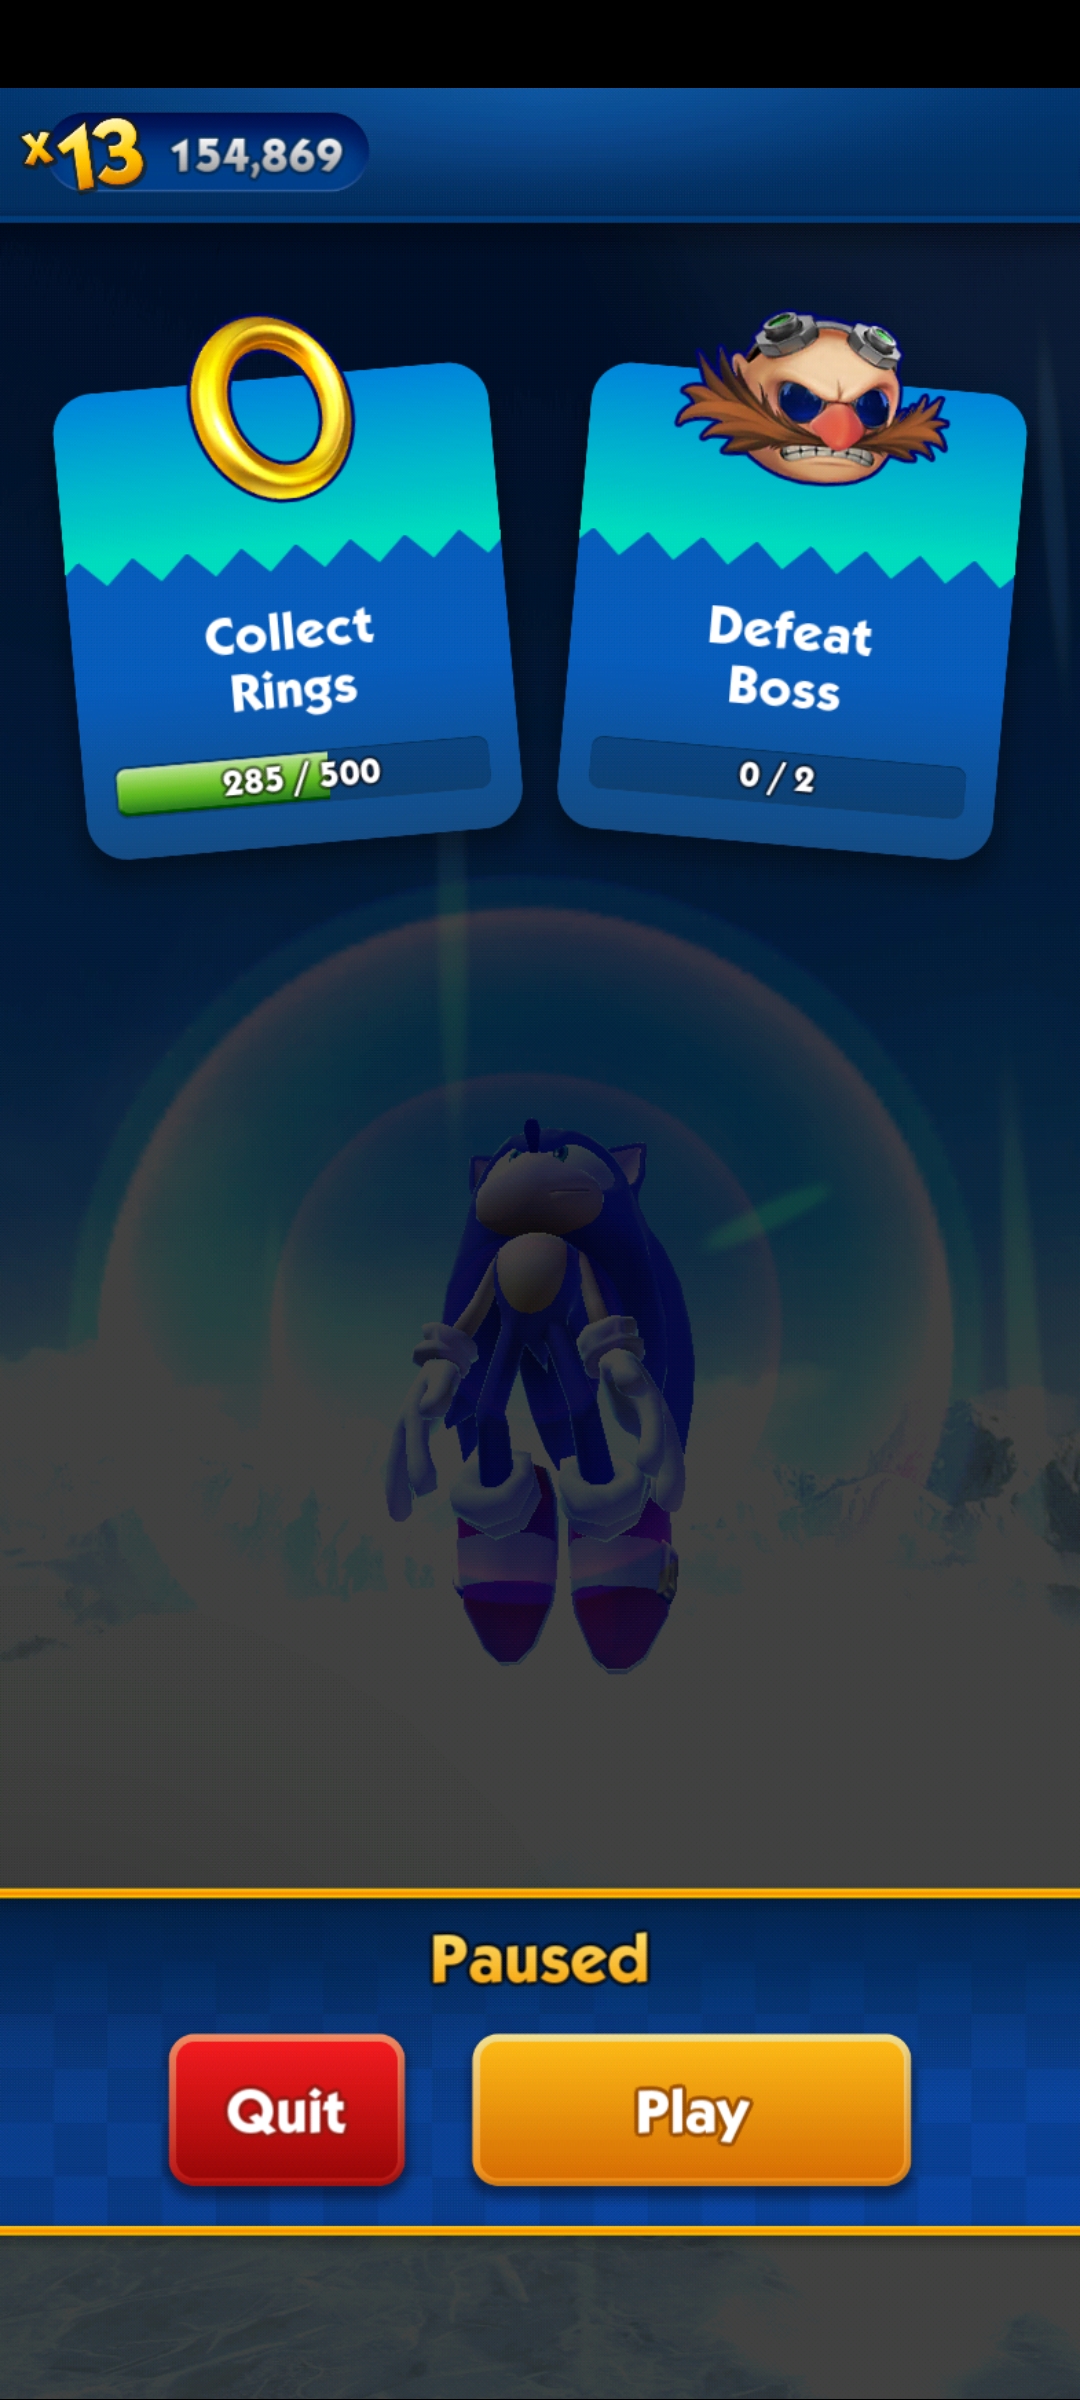 x13 154,869
Collect
Rings
285 / 500
Defeat
Boss
0 / 2
Paused
Quit
Play